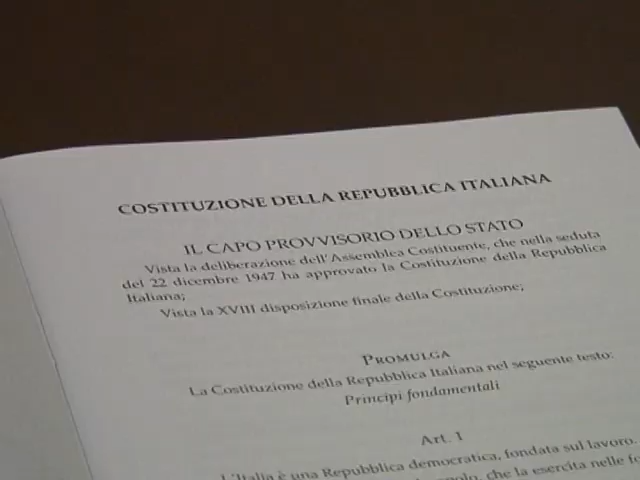 COSTITUZIONE DELLA REPUBBLICA ITALIANA
IL CAPO PROVVISORIO DELLO STATO
Vista la deliberazione dell'Assemblea Costituente, che nella seduta
del 22 dicembre 1947 ha approvato la Costituzione della Repubblica
Italiana;
Vista la XVIII disposizione finale della Costituzione;
PROMULGA
La Costituzione della Repubblica Italiana nel seguente testo:
Principi fondamentali
Art. 1
L'Italia è una Repubblica democratica, fondata sul lavoro.
che la esercita nelle